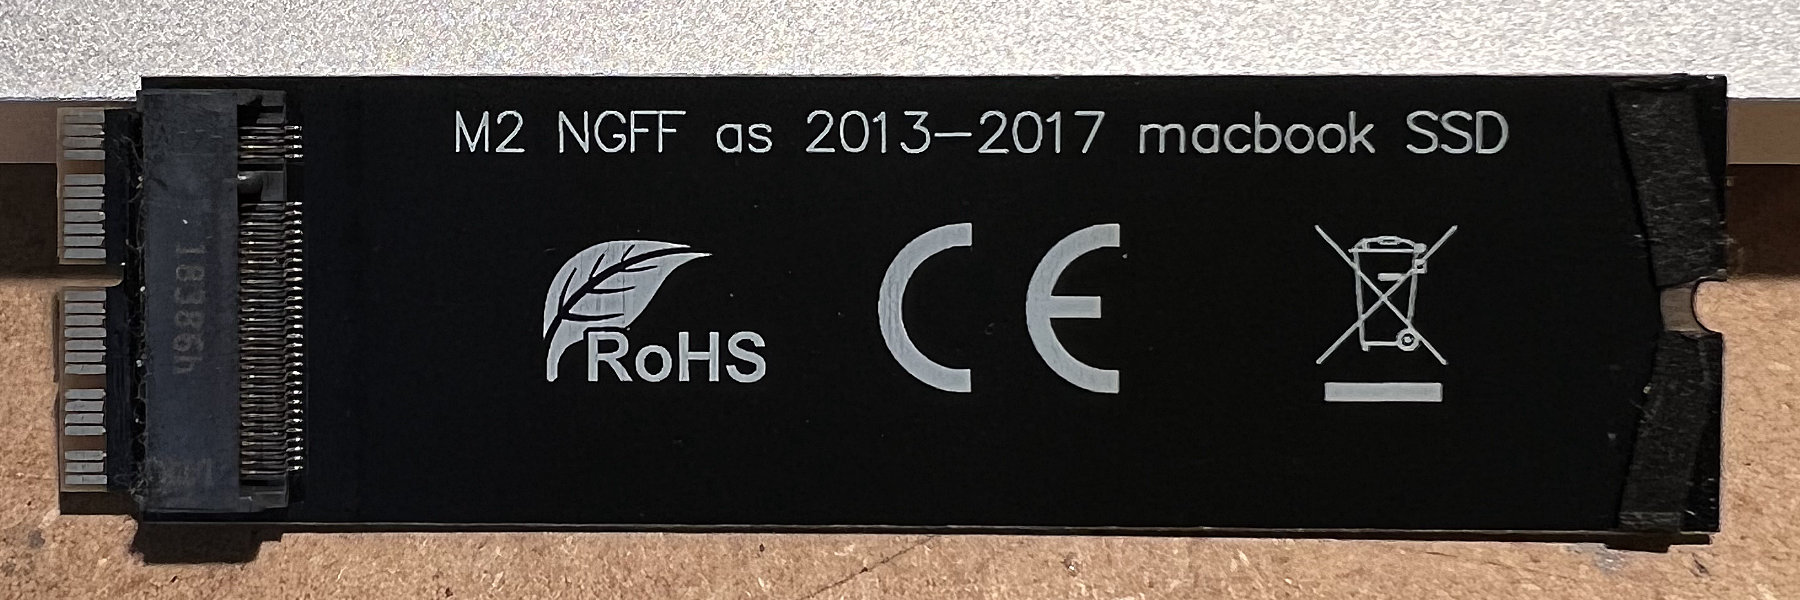 M2 NGFF as 2013-2017 macbook SSD
RoHS
CE
18386h